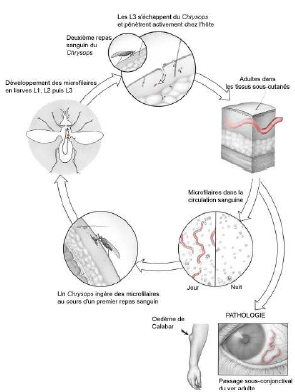 Les L3 s'échappent du Chrysops
et pénètrent activement chez l'hôte
Deuxième repas
sanguin du
Chrysops
Développement des microfilaires
en larves L1, L2 puis L3
Adultes dans
les tissus sous-cutanés
Microfilaires dans la
circulation sanguine
Jour
Nuit
Un Chrysops ingère des microfilaires
au cours d'un premier repas sanguin
PATHOLOGIE
Oedème de
Calabar
Passage sous-conjonctival
du ver adulte